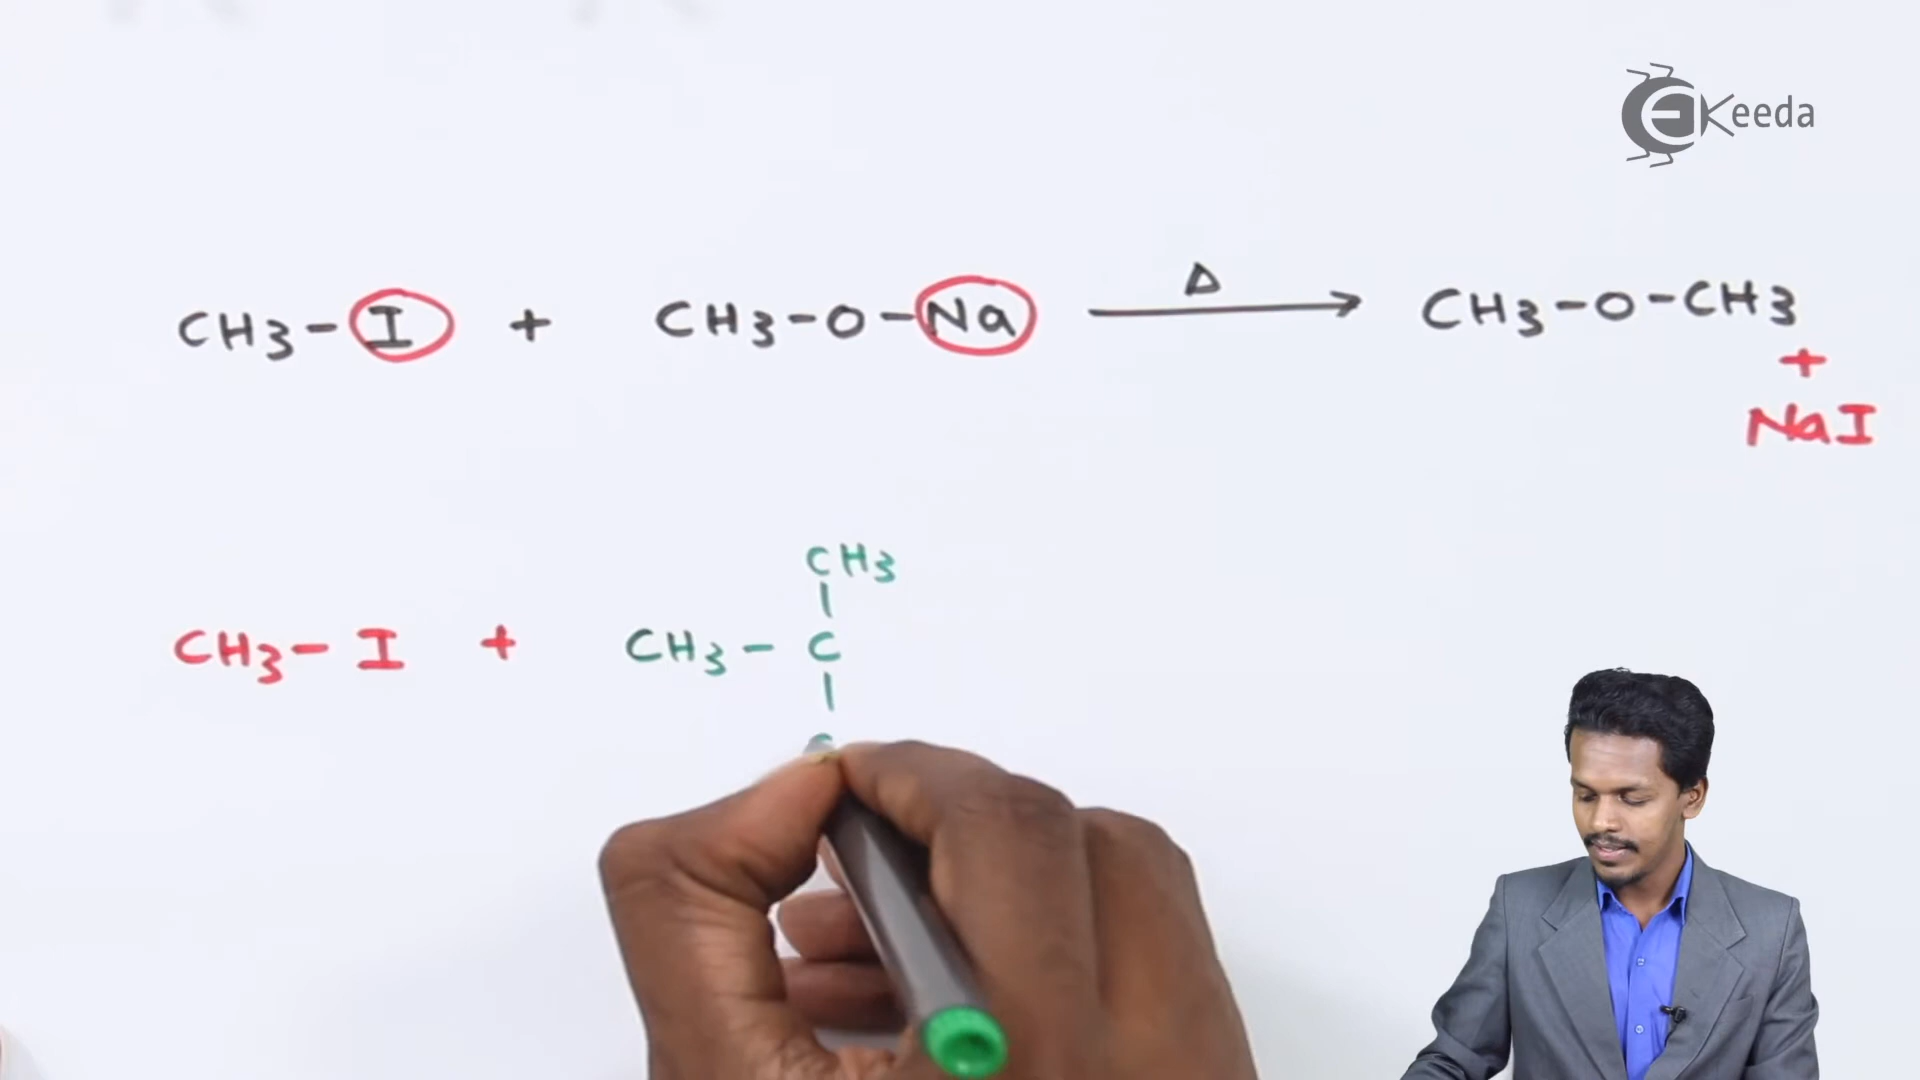 Keeda
Δ
CH3-I + CH3-O-Na ⟶ CH3-O-CH3
+
NaI
CH3
CH3-I + CH3-C